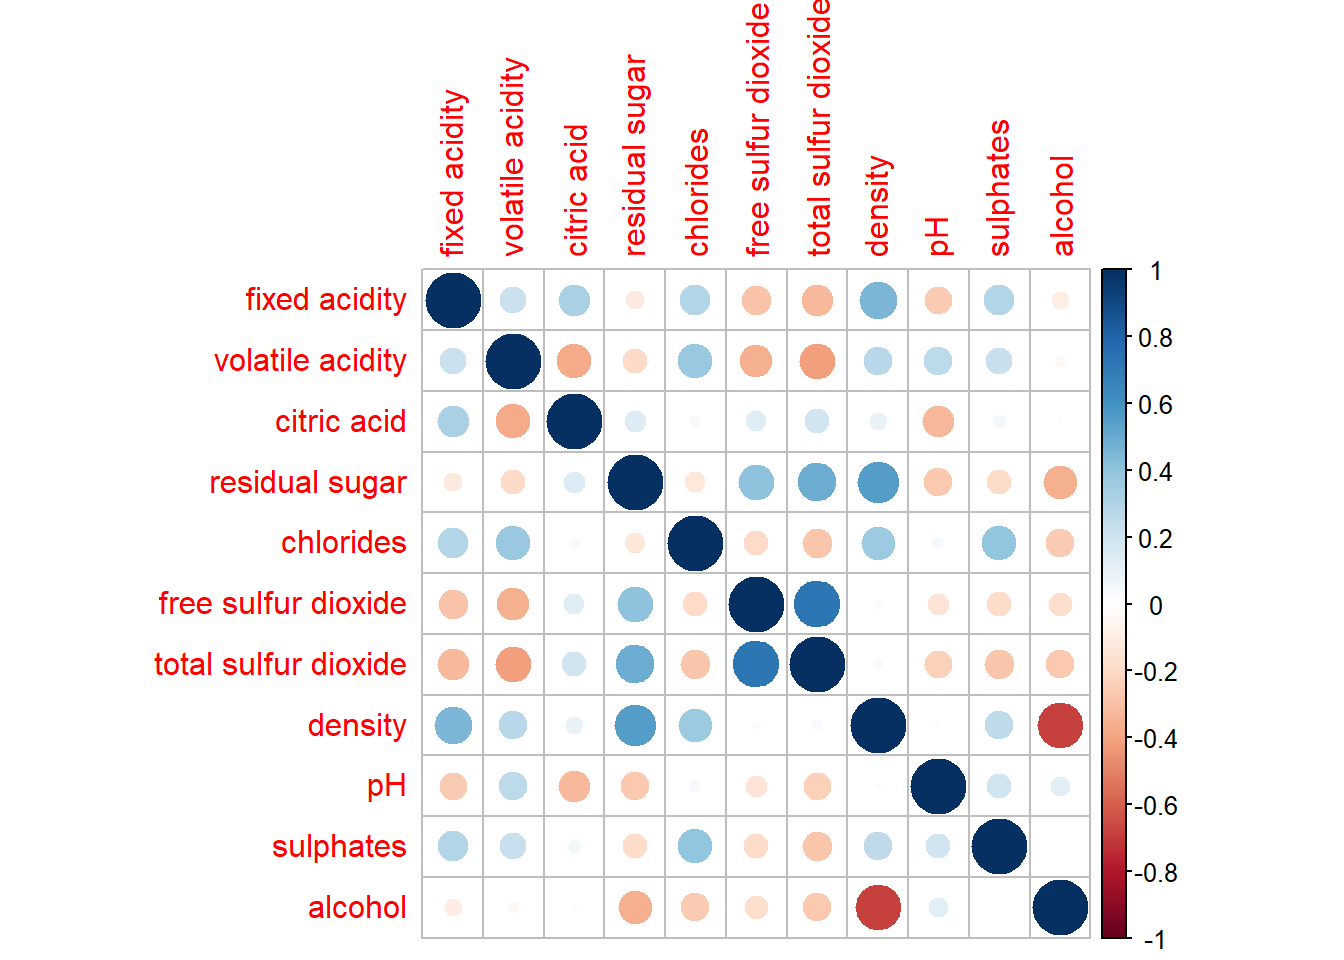 fixed acidity
volatile acidity
citric acid
residual sugar
chlorides
free sulfur dioxide
total sulfur dioxide
density
pH
sulphates
alcohol
fixed acidity
volatile acidity
citric acid
residual sugar
chlorides
free sulfur dioxide
total sulfur dioxide
density
pH
sulphates
alcohol
1
0.8
0.6
0.4
0.2
0
-0.2
-0.4
-0.6
-0.8
-1